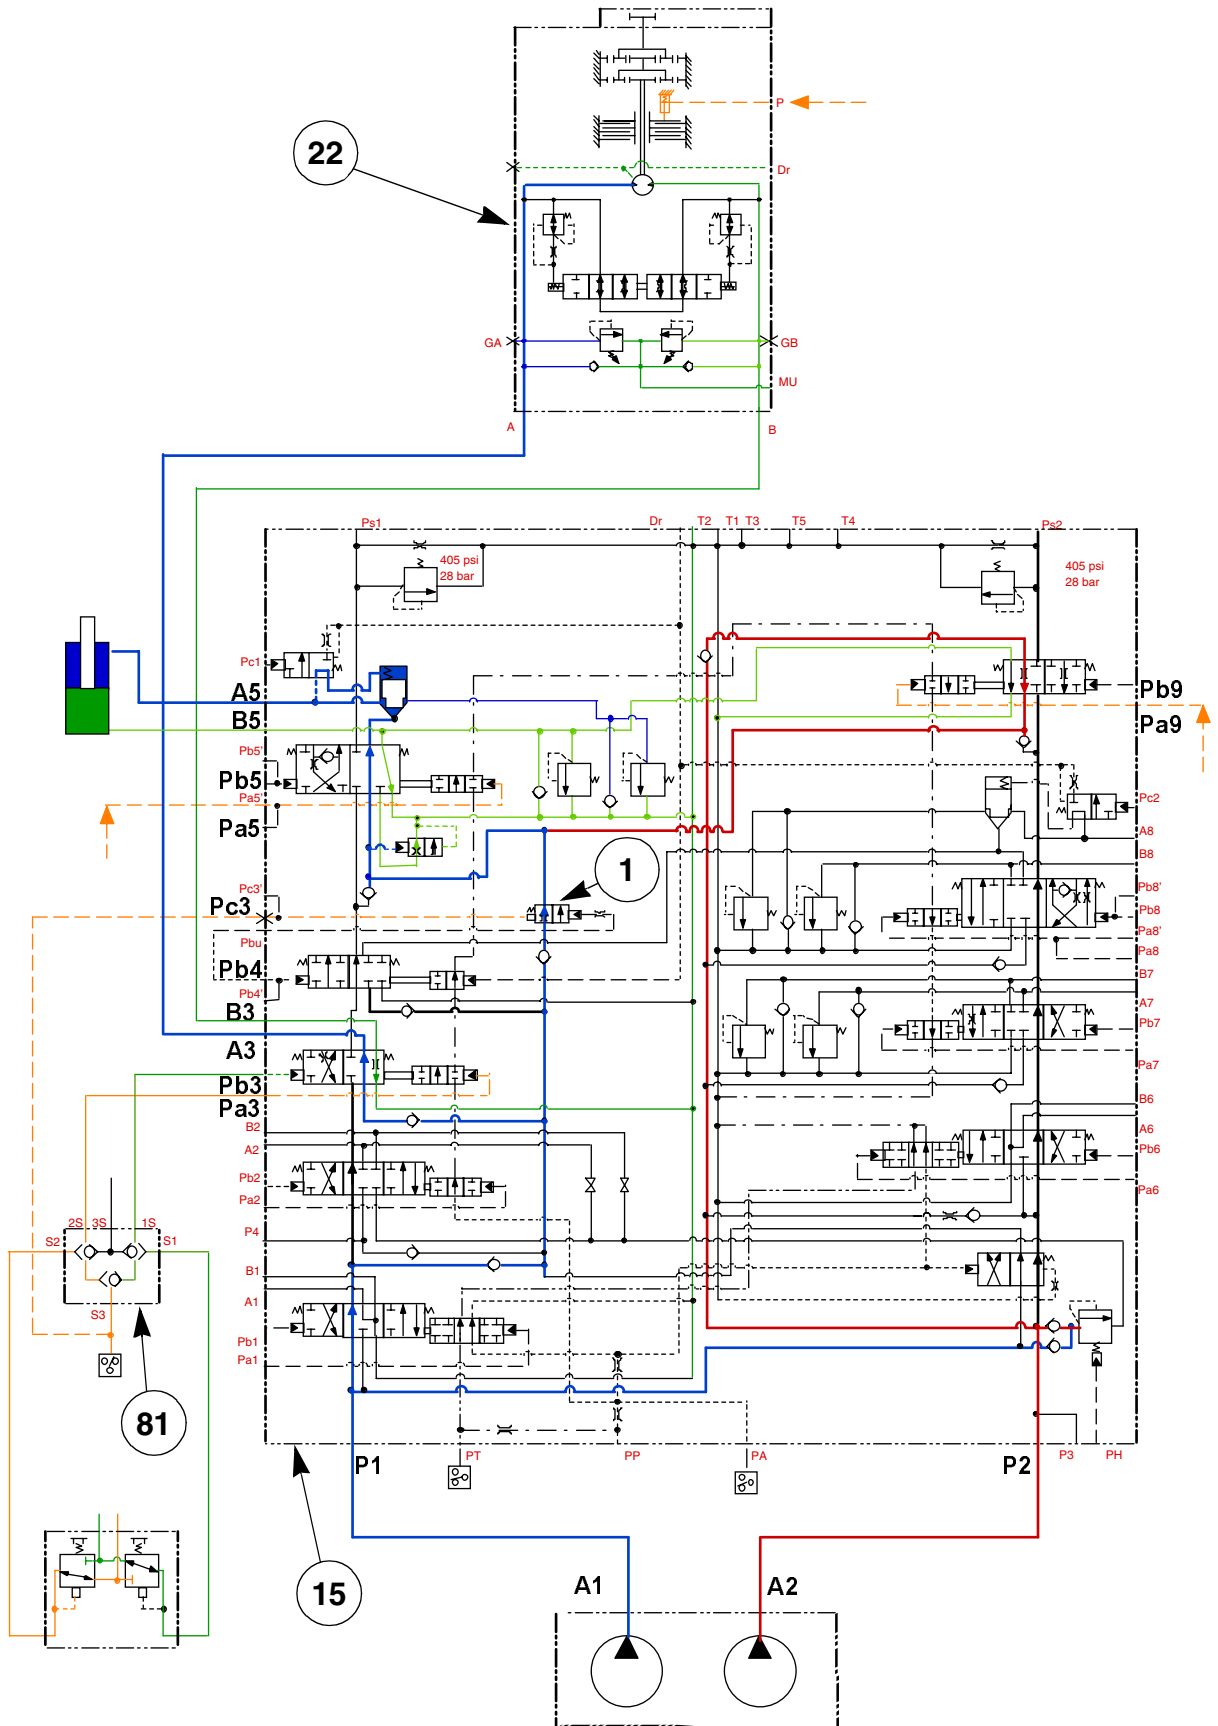 P
22
Dr
GA
GB
MU
A
B
Ps1
Dr
T2
T1
T3
T5
T4
Ps2
405 psi
28 bar
405 psi
28 bar
Pc1
A5
B5
Pb9
Pa9
Pb5'
Pb5
Pa5'
Pa5
Pc2
A8
B8
1
Pc3'
Pc3
Pb8'
Pb8
Pa8'
Pa8
Pbu
Pb4
Pb4'
B3
B7
A7
Pb7
A3
Pb3
Pa3
Pa7
B2
A2
Pb2
Pa2
B6
A6
Pb6
Pa6
2S
3S
1S
S2
S1
P4
B1
A1
S3
Pb1
Pa1
81
P1
PT
PP
PA
P2
P3
PH
15
A1
A2